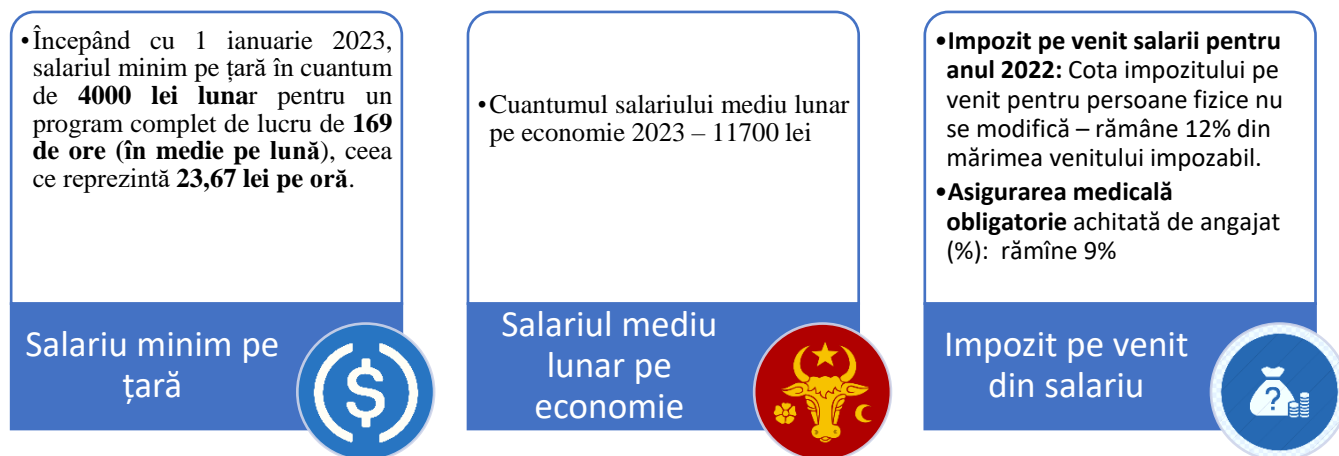 •Începând cu 1 ianuarie 2023,
salariul minim pe țară în cuantum
de 4000 lei lunar pentru un
program complet de lucru de 169
de ore (în medie pe lună), ceea
ce reprezintă 23,67 lei pe oră.
Salariu minim pe
țară
•Cuantumul salariului mediu lunar
pe economie 2023 – 11700 lei
Salariul mediu
lunar pe
economie
•Impozit pe venit salarii pentru
anul 2022: Cota impozitului pe
venit pentru persoane fizice nu
se modifică – rămâne 12% din
mărimea venitului impozabil.
•Asigurarea medicală
obligatorie achitată de angajat
(%): rămîne 9%
Impozit pe venit
din salariu
$
?